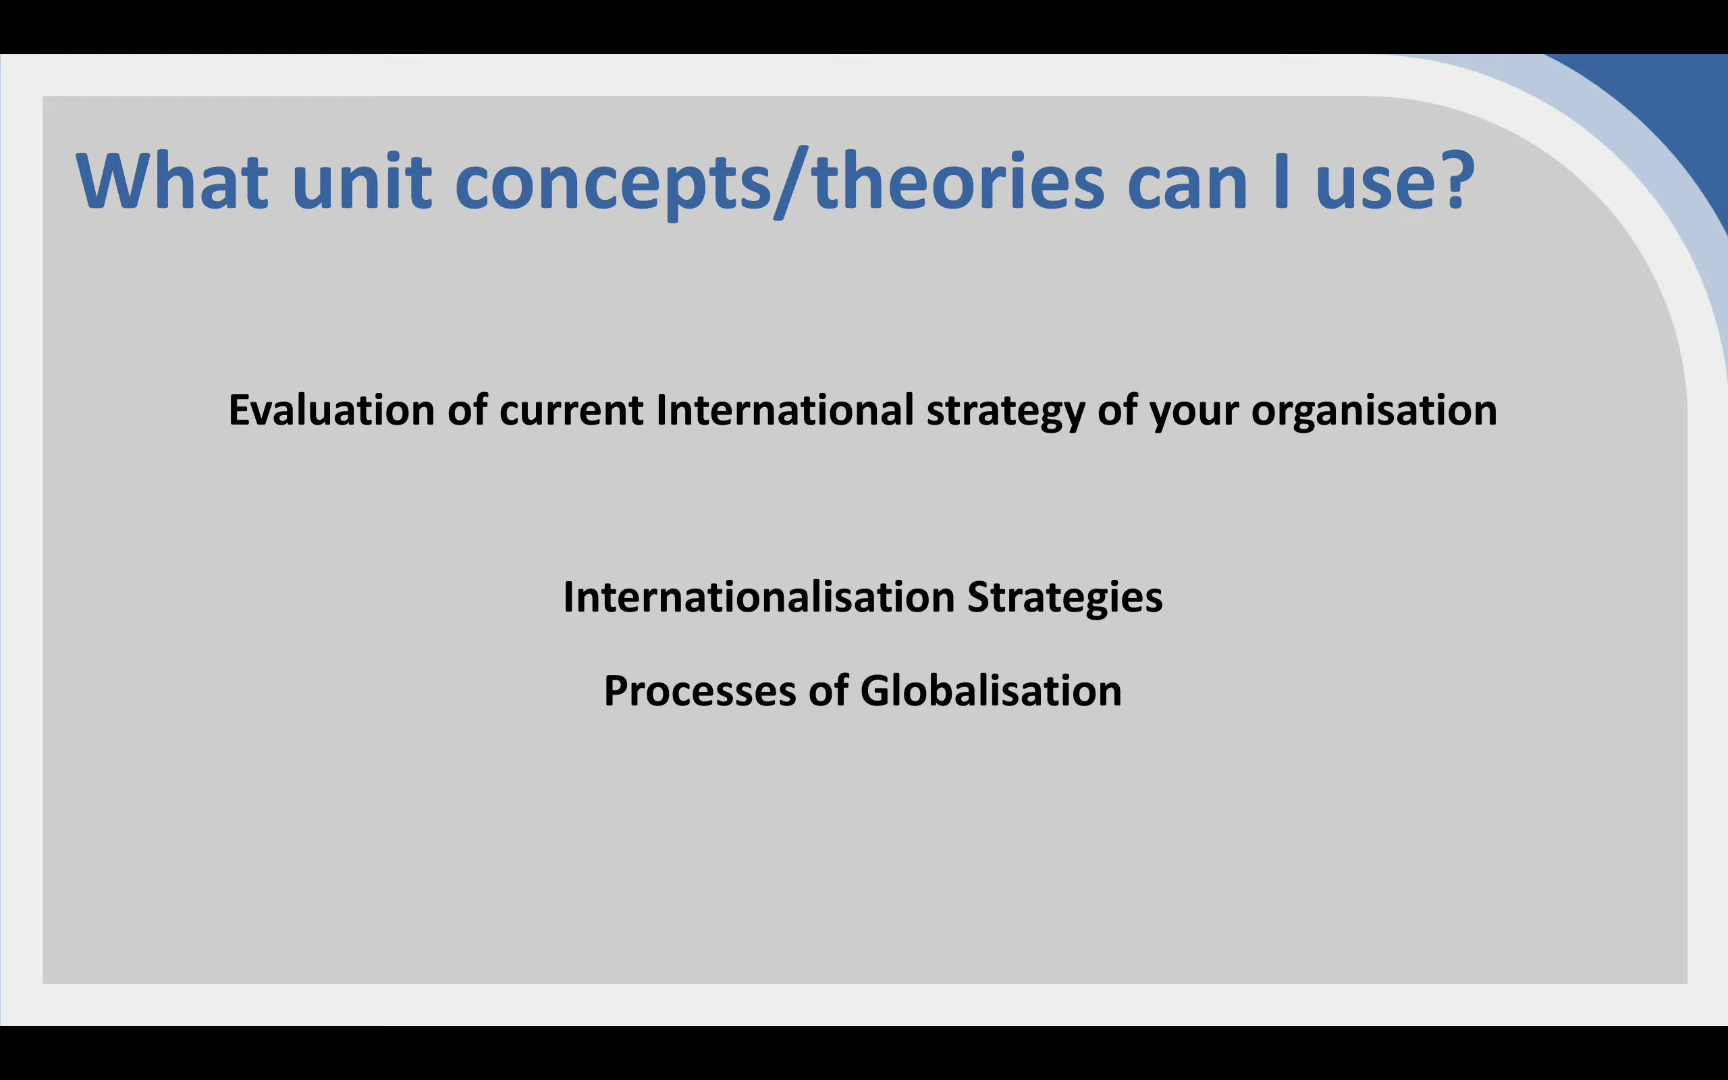 What unit concepts/theories can I use?
Evaluation of current International strategy of your organisation
Internationalisation Strategies
Processes of Globalisation